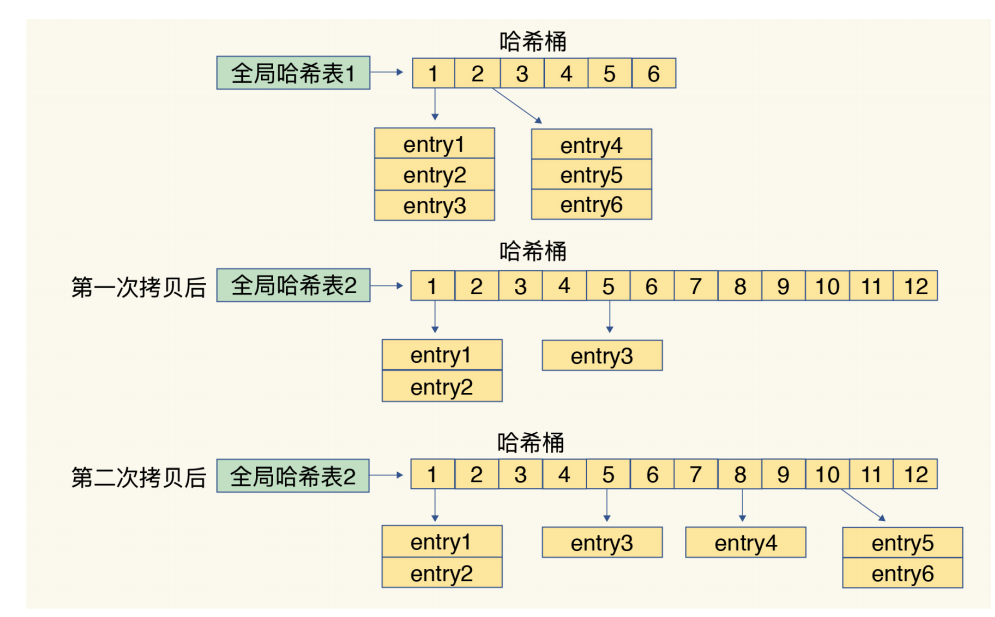 哈希桶
全局哈希表1 1 2 3 4 5 6
entry1 entry4
entry2 entry5
entry3 entry6
哈希桶
第一次拷贝后 全局哈希表2 1 2 3 4 5 6 7 8 9 10 11 12
entry1 entry3
entry2
哈希桶
第二次拷贝后 全局哈希表2 1 2 3 4 5 6 7 8 9 10 11 12
entry1 entry3 entry4 entry5
entry2 entry6